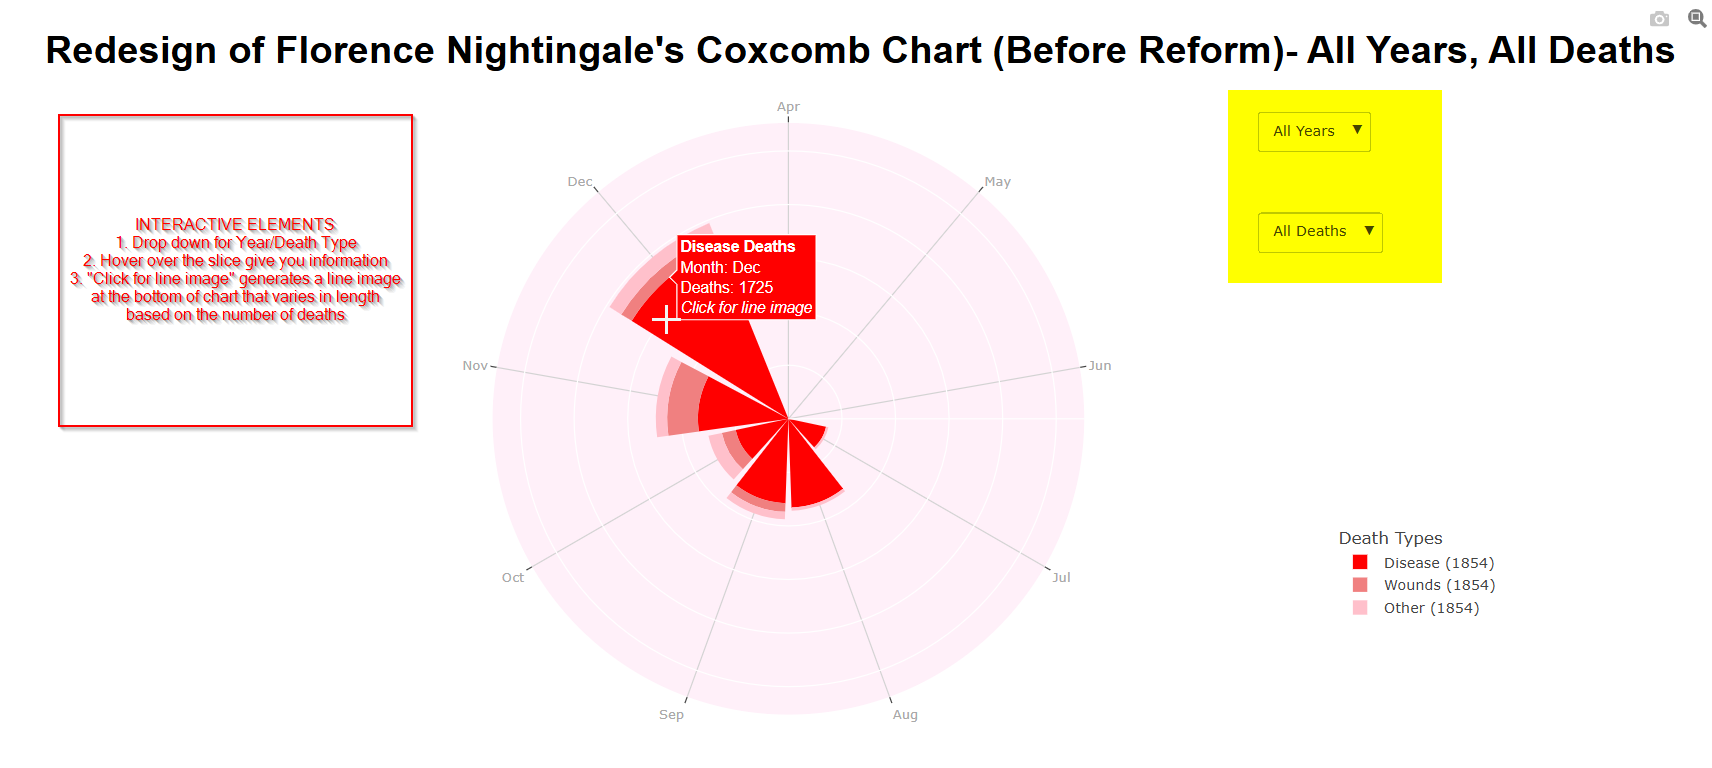 Redesign of Florence Nightingale's Coxcomb Chart (Before Reform)- All Years, All Deaths
INTERACTIVE ELEMENTS
1. Drop down for Year/Death Type
2. Hover over the slice give you information
3. "Click for line image" generates a line image
at the bottom of chart that varies in length
based on the number of deaths
Apr
May
Jun
Jul
Aug
Sep
Oct
Nov
Dec
Disease Deaths
Month: Dec
Deaths: 1725
Click for line image
All Years
All Deaths
Death Types
Disease (1854)
Wounds (1854)
Other (1854)